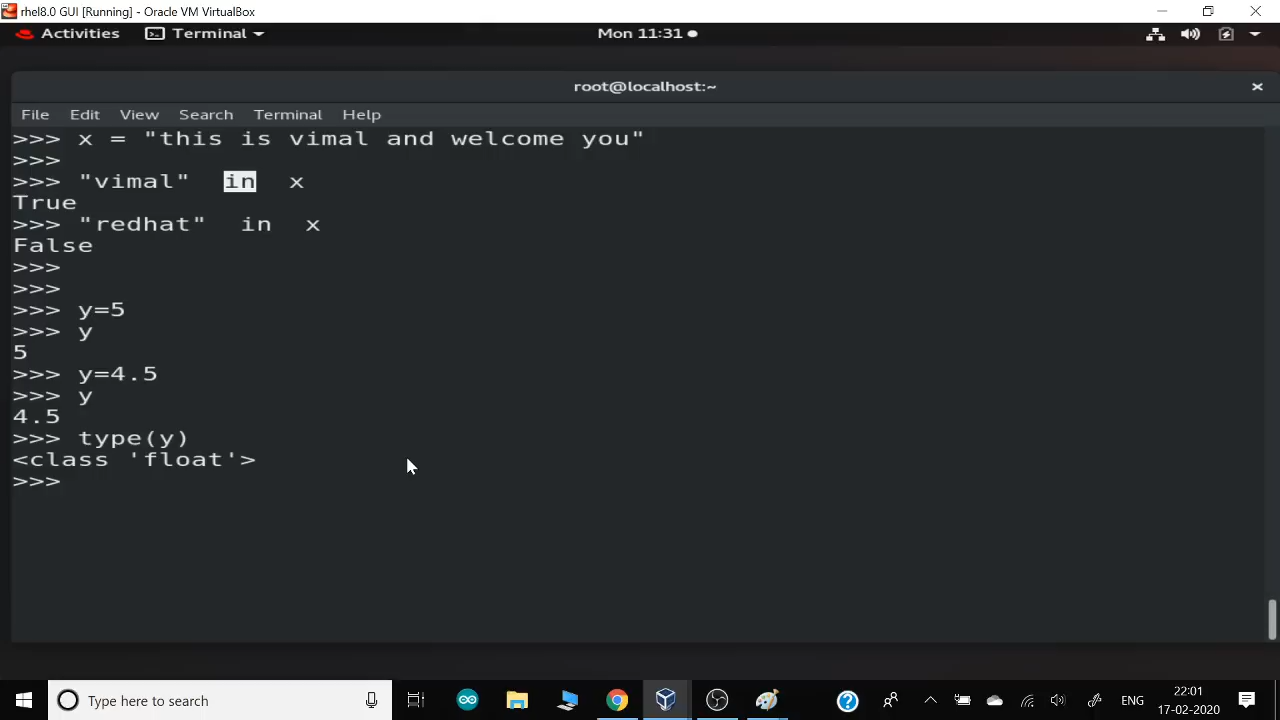 rhel8.0 GUI [Running] - Oracle VM VirtualBox
Activities Terminal Mon 11:31
root@localhost:~
File Edit View Search Terminal Help
>>> x = "this is vimal and welcome you"
>>>
>>> "vimal" in x
True
>>> "redhat" in x
False
>>>
>>>
>>> y=5
>>> y
5
>>> y=4.5
>>> y
4.5
>>> type(y)
<class 'float'>
>>>
Type here to search
ENG
22:01
17-02-2020